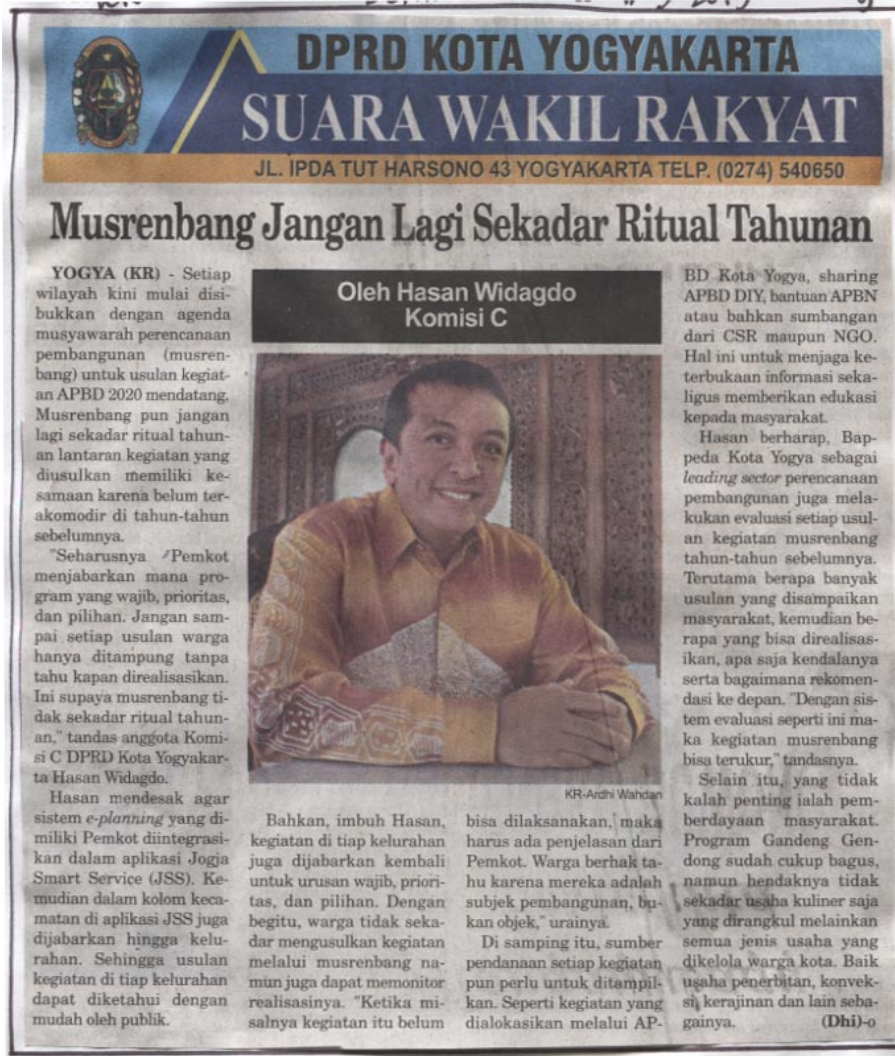 DPRD KOTA YOGYAKARTA
SUARA WAKIL RAKYAT
JL. IPDA TUT HARSONO 43 YOGYAKARTA TELP. (0274) 540650
Musrenbang Jangan Lagi Sekadar Ritual Tahunan
YOGYA (KR) - Setiap
wilayah kini mulai disi-
bukkan dengan agenda
musyawarah perencanaan
pembangunan (musren-
bang) untuk usulan kegiat-
an APBD 2020 mendatang.
Musrenbang pun jangan
lagi sekadar ritual tahun-
an lantaran kegiatan yang
diusulkan memiliki ke-
samaan karena belum ter-
akomodir di tahun-tahun
sebelumnya.
"Seharusnya Pemkot
menjabarkan mana pro-
gram yang wajib, prioritas,
dan pilihan. Jangan sam-
pai setiap usulan warga
hanya ditampung tanpa
tahu kapan direalisasikan.
Ini supaya musrenbang ti-
dak sekadar ritual tahun-
an," tandas anggota Komi-
si C DPRD Kota Yogyakar-
ta Hasan Widagdo.
Hasan mendesak agar
sistem e-planning yang di-
miliki Pemkot diintegrasi-
kan dalam aplikasi Jogja
Smart Service (JSS). Ke-
mudian dalam kolom keca-
matan di aplikasi JSS juga
dijabarkan hingga kelu-
rahan. Sehingga usulan
kegiatan di tiap kelurahan
dapat diketahui dengan
mudah oleh publik.
Oleh Hasan Widagdo
Komisi C
KR-Ardhi Wahdan
Bahkan, imbuh Hasan,
kegiatan di tiap kelurahan
juga dijabarkan kembali
untuk urusan wajib, priori-
tas, dan pilihan. Dengan
begitu, warga tidak seka-
dar mengusulkan kegiatan
melalui musrenbang na-
mun juga dapat memonitor
realisasinya. "Ketika mi-
salnya kegiatan itu belum
bisa dilaksanakan, maka
harus ada penjelasan dari
Pemkot. Warga berhak ta-
hu karena mereka adalah
subjek pembangunan, bu-
kan objek," urainya.
Di samping itu, sumber
pendanaan setiap kegiatan
pun perlu untuk ditampil-
kan. Seperti kegiatan yang
dialokasikan melalui AP-
BD Kota Yogya, sharing
APBD DIY, bantuan APBN
atau bahkan sumbangan
dari CSR maupun NGO.
Hal ini untuk menjaga ke-
terbukaan informasi seka-
ligus memberikan edukasi
kepada masyarakat.
Hasan berharap, Bap-
peda Kota Yogya sebagai
leading sector perencanaan
pembangunan juga mela-
kukan evaluasi setiap usul-
an kegiatan musrenbang
tahun-tahun sebelumnya.
Terutama berapa banyak
usulan yang disampaikan
masyarakat, kemudian be-
rapa yang bisa direalisas-
ikan, apa saja kendalanya
serta bagaimana rekomen-
dasi ke depan. "Dengan sis-
tem evaluasi seperti ini ma-
ka kegiatan musrenbang
bisa terukur," tandasnya.
Selain itu, yang tidak
kalah penting ialah pem-
berdayaan masyarakat.
Program Gandeng Gen-
dong sudah cukup bagus,
namun hendaknya tidak
sekadar usaha kuliner saja
yang dirangkul melainkan
semua jenis usaha yang
dikelola warga kota. Baik
usaha penerbitan, konvek-
si, kerajinan dan lain seba-
gainya. (Dhi)-o